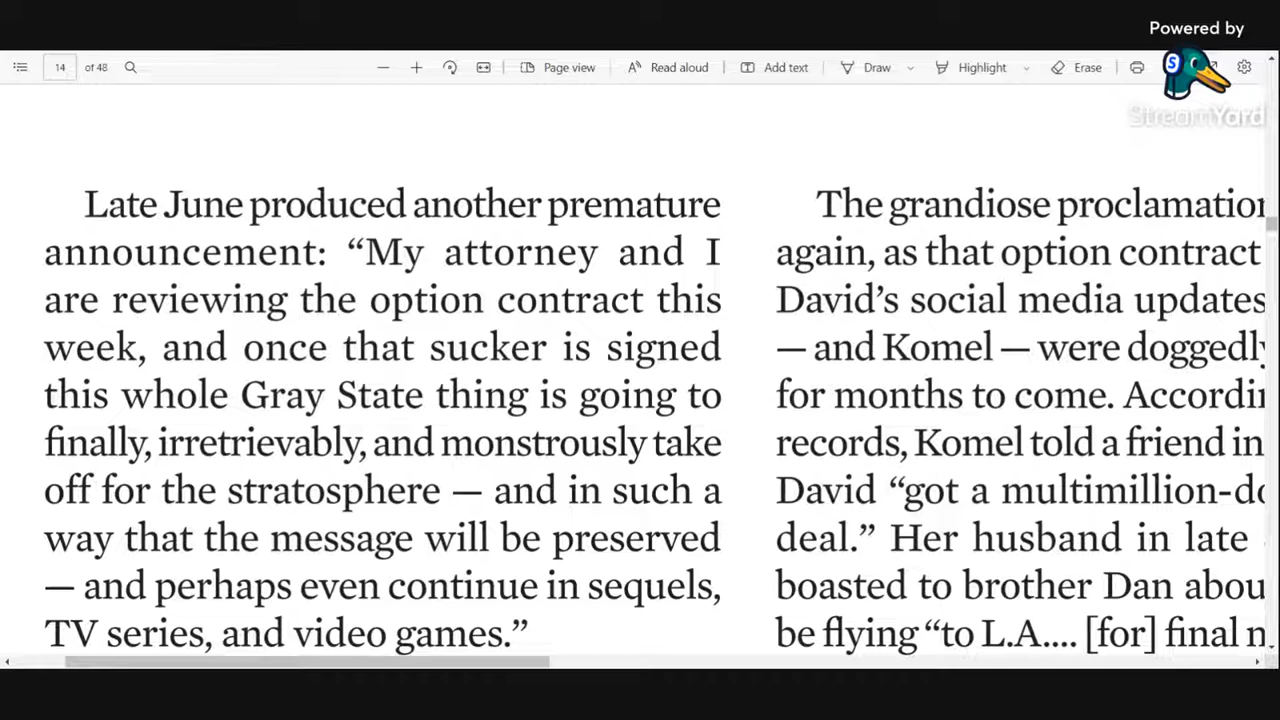 Powered by
14 of 48 Page view Read aloud Add text Draw Highlight Erase
S
StreamYard
Late June produced another premature
announcement: “My attorney and I
are reviewing the option contract this
week, and once that sucker is signed
this whole Gray State thing is going to
finally, irretrievably, and monstrously take
off for the stratosphere — and in such a
way that the message will be preserved
— and perhaps even continue in sequels,
TV series, and video games.”
The grandiose
again, as that option contract
David’s social media updates
— and Komel — were
for months to come.
records, Komel told a friend in
David “got a
deal.” Her husband in late
boasted to brother Dan
be flying “to L.A.... [for] final